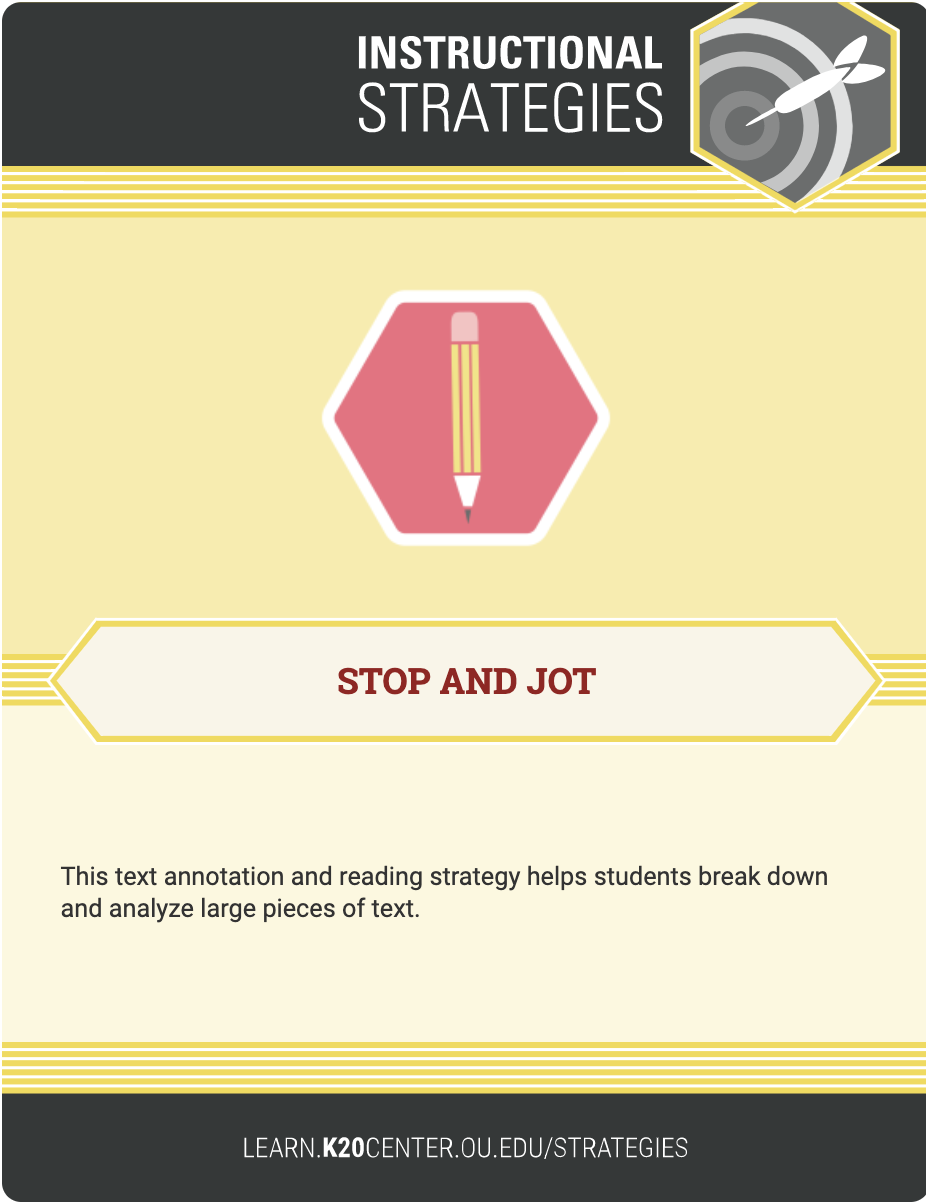 INSTRUCTIONAL
STRATEGIES
STOP AND JOT
This text annotation and reading strategy helps students break down
and analyze large pieces of text.
LEARN.K20CENTER.OU.EDU/STRATEGIES